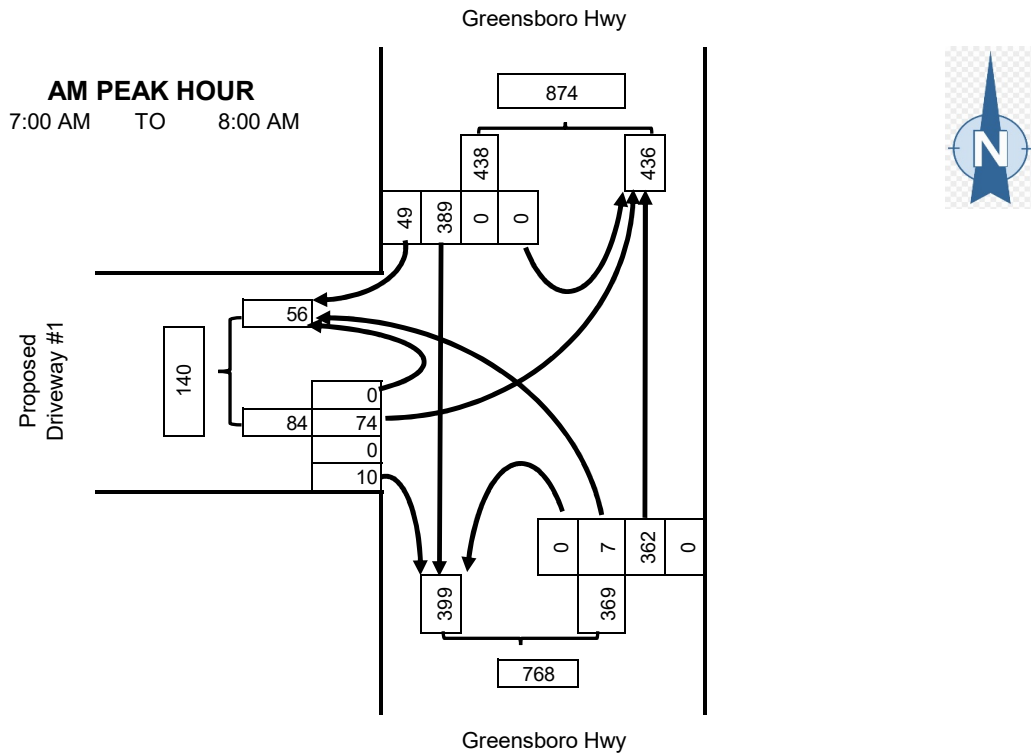 Greensboro Hwy
AM PEAK HOUR
7:00 AM TO 8:00 AM
874
438
436
49 389 0 0
N
56
140
Proposed
Driveway #1
0
84 74
0
10
0 7 362 0
399
369
768
Greensboro Hwy